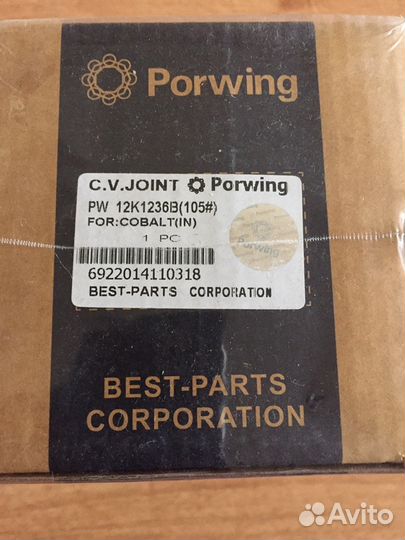 Porwing
C.V.JOINT Porwing
PW 12K1236B(105#)
FOR:COBALT(IN)
1 PC
Porwing
6922014110318
BEST-PARTS CORPORATION
BEST-PARTS
CORPORATION
Avito